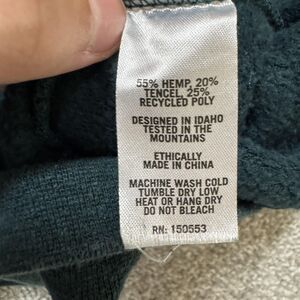 55% HEMP, 20%
TENCEL, 25%
RECYCLED POLY
DESIGNED IN IDAHO
TESTED IN THE
MOUNTAINS
ETHICALLY
MADE IN CHINA
MACHINE WASH COLD
TUMBLE DRY LOW
HEAT OR HANG DRY
DO NOT BLEACH
RN: 150553